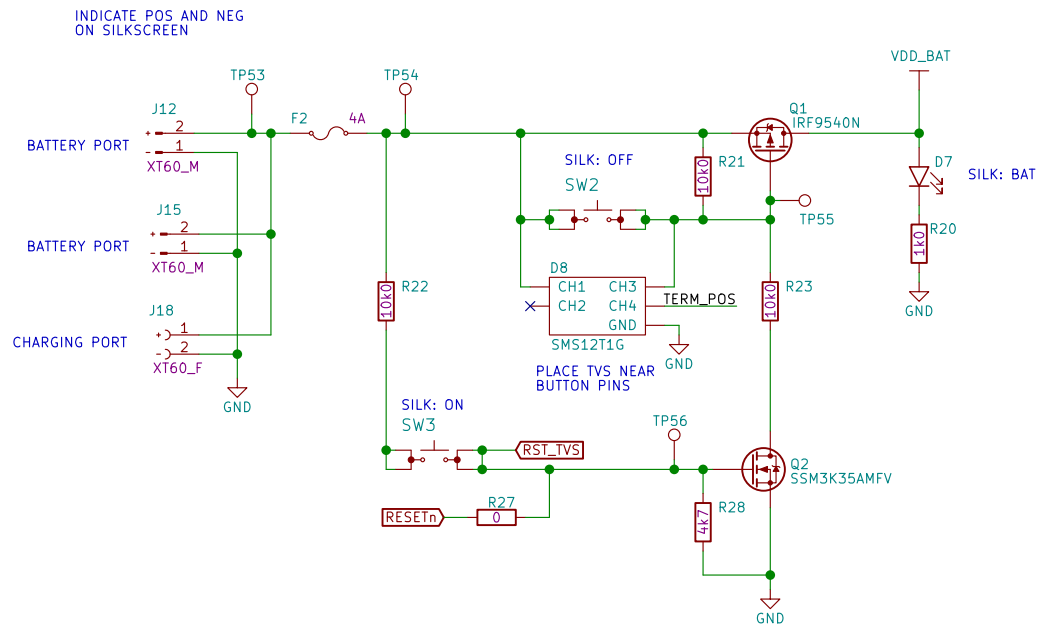 INDICATE POS AND NEG
ON SILKSCREEN
TP53
TP54
VDD_BAT
J12
F2
4A
Q1
IRF9540N
+
2
BATTERY PORT
-
1
XT60_M
SILK: OFF
R21
10k0
D7
SILK: BAT
SW2
J15
TP55
+
2
R20
1k0
BATTERY PORT
-
1
XT60_M
D8
CH1
CH3
R22
10k0
R23
10k0
CH2
CH4
TERM_POS
J18
GND
GND
+
1
CHARGING PORT
-
2
SMS12T1G
XT60_F
GND
PLACE TVS NEAR
BUTTON PINS
GND
SILK: ON
SW3
TP56
RST_TVS
Q2
SSM3K35AMFV
R27
0
RESETn
R28
4k7
GND